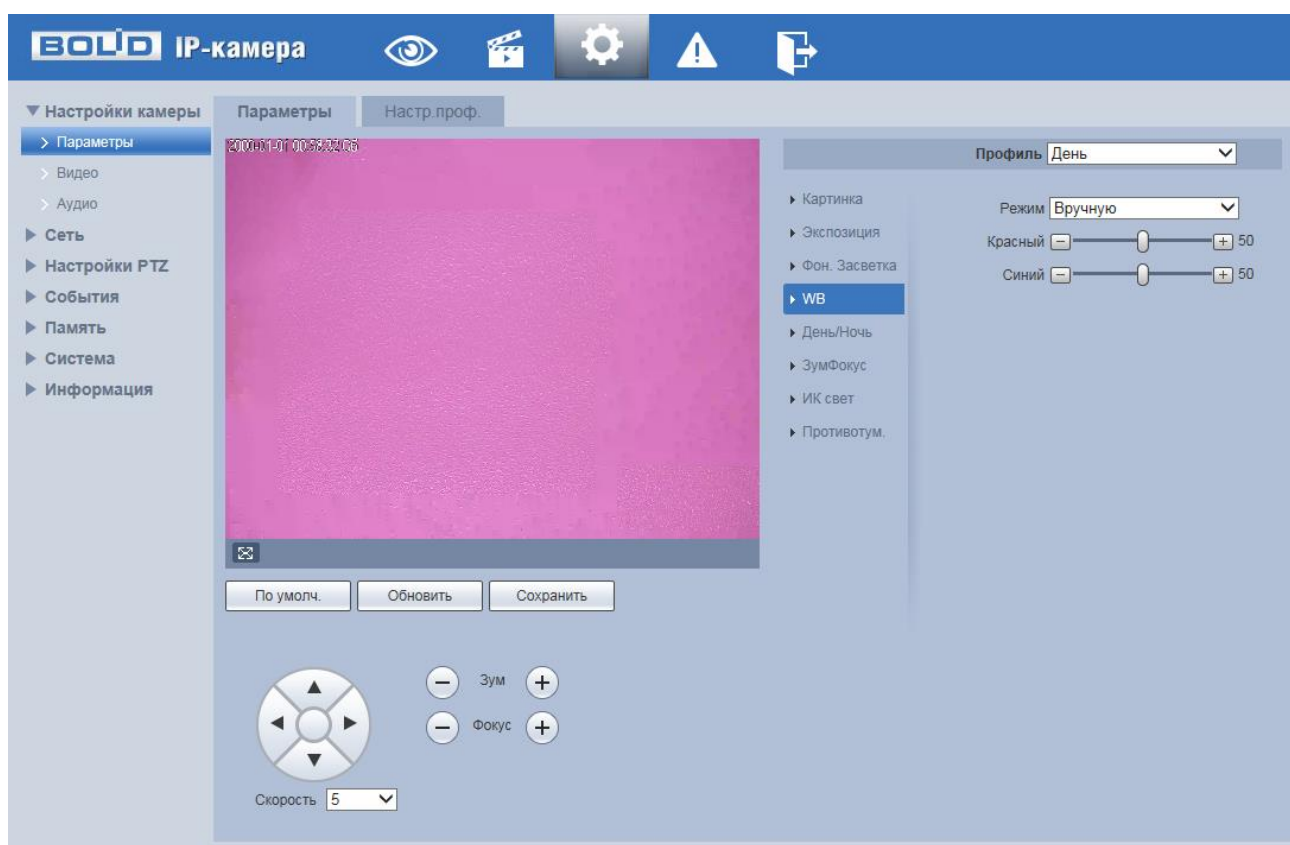 BOLID IP-камера
Настройки камеры
Параметры
Видео
Аудио
Сеть
Настройки PTZ
События
Память
Система
Информация
Параметры
Настр.проф.
Профиль День
Картинка
Экспозиция
Фон. Засветка
WB
День/Ночь
ЗумФокус
ИК свет
Противотум.
Режим Вручную
Красный 50
Синий 50
По умолч.
Обновить
Сохранить
Зум
Фокус
Скорость 5